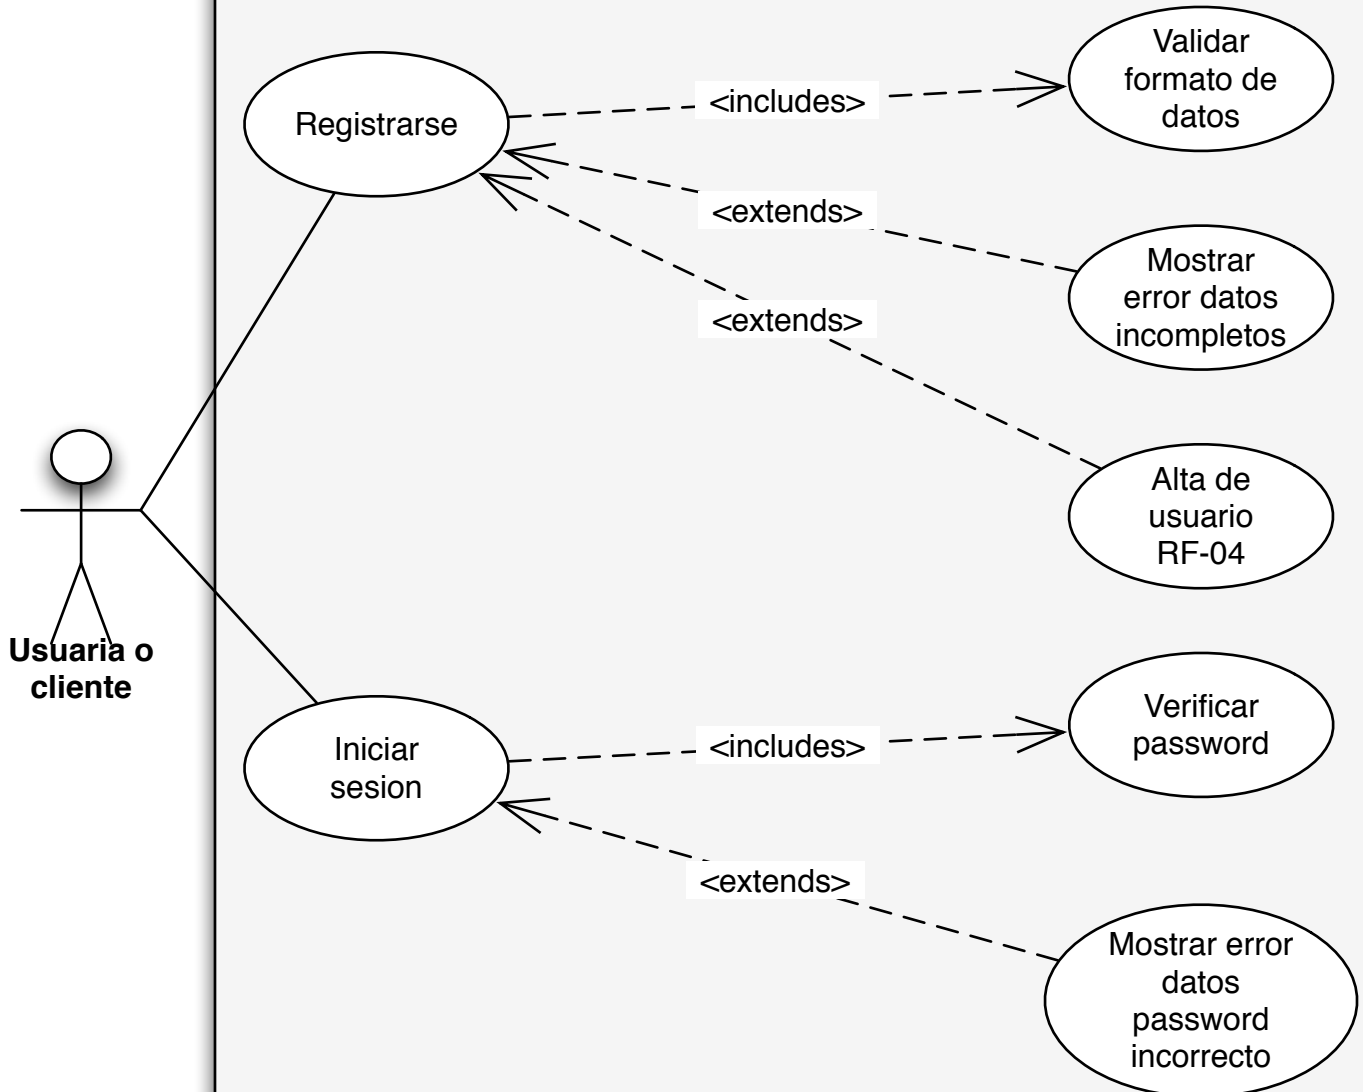 Registrarse
<includes>
Validar
formato de
datos
<extends>
Mostrar
error datos
incompletos
<extends>
Alta de
usuario
RF-04
Usuaria o
cliente
Iniciar
sesion
<includes>
Verificar
password
<extends>
Mostrar error
datos
password
incorrecto